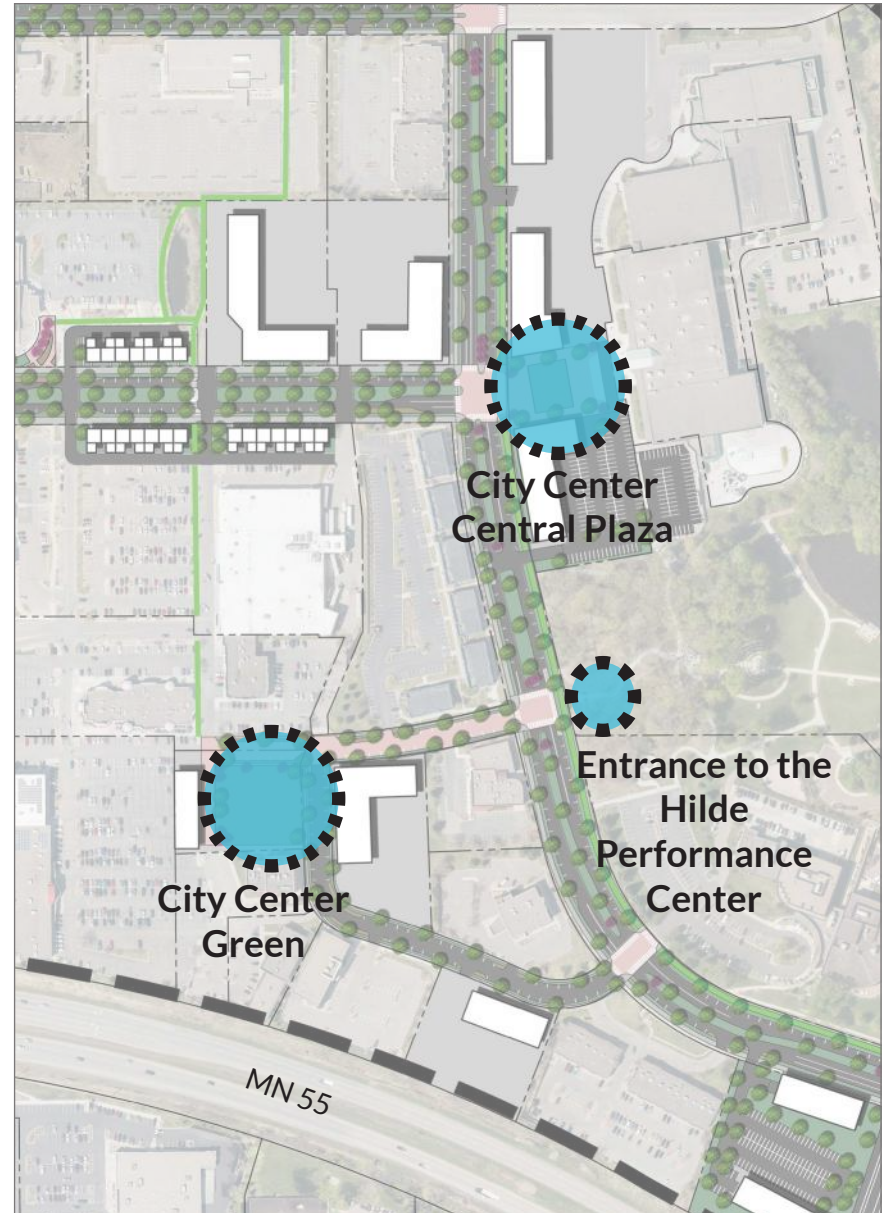 City Center
Central Plaza
Entrance to the
Hilde
Performance
Center
City Center
Green
MN 55